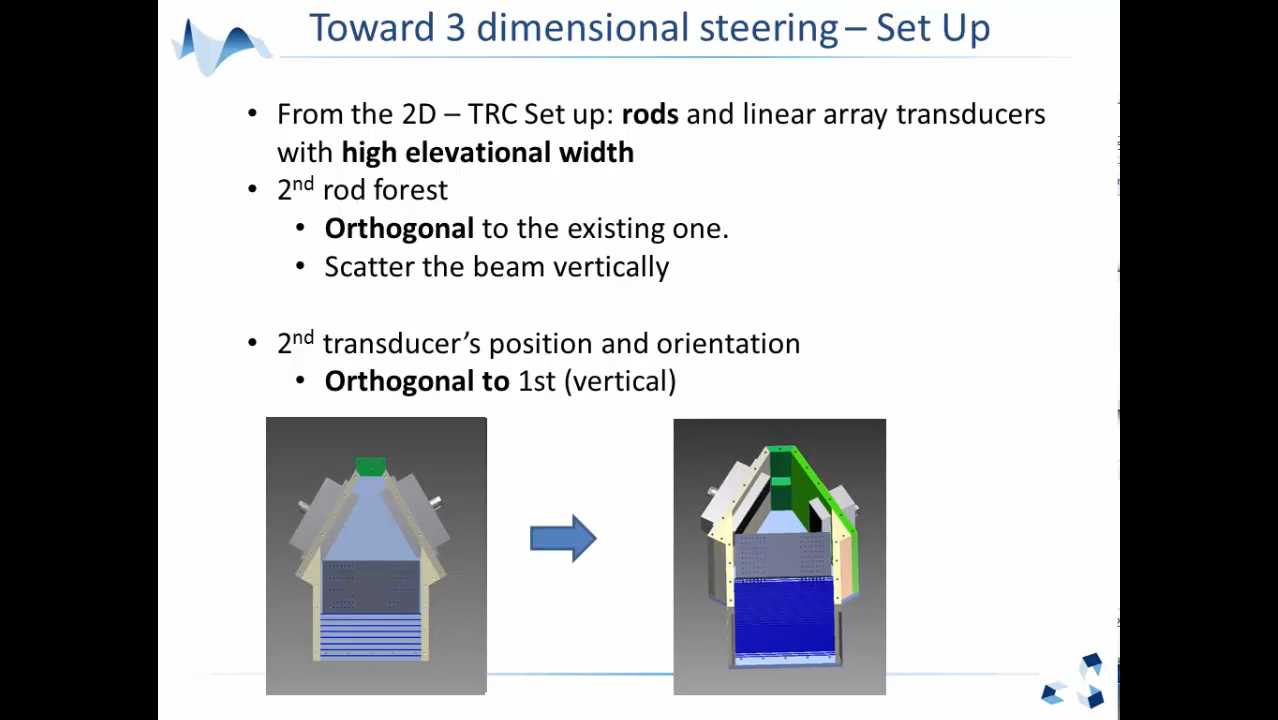 Toward 3 dimensional steering – Set Up
• From the 2D – TRC Set up: rods and linear array transducers
with high elevational width
• 2nd rod forest
• Orthogonal to the existing one.
• Scatter the beam vertically
• 2nd transducer’s position and orientation
• Orthogonal to 1st (vertical)